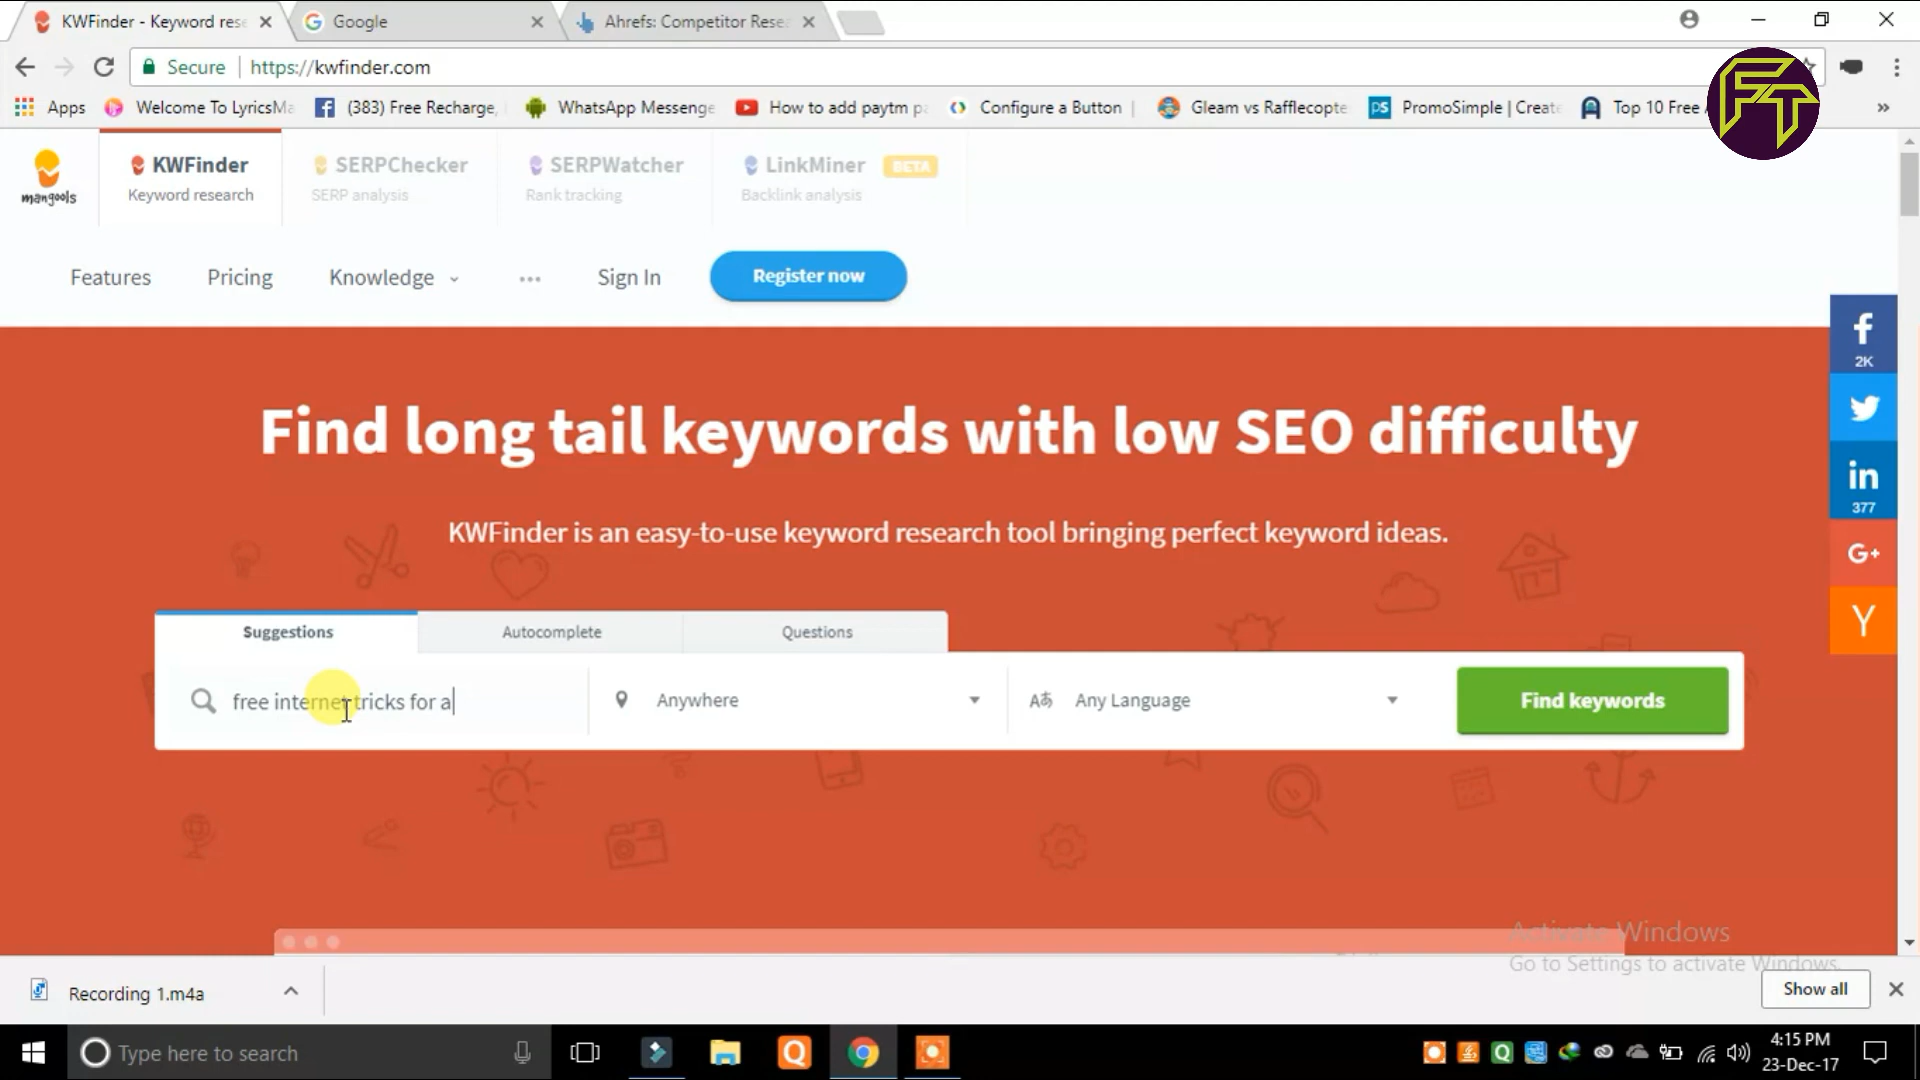 KWFinder - Keyword rese
Google
Ahrefs: Competitor Rese
Secure
https://kwfinder.com
Apps
Welcome To LyricsMa
(383) Free Recharge,
WhatsApp Messenge
How to add paytm pa
Configure a Button |
Gleam vs Rafflecopte
PromoSimple | Create
Top 10 Free
FT
mangools
KWFinder
Keyword research
SERPChecker
SERP analysis
SERPWatcher
Rank tracking
LinkMiner BETA
Backlink analysis
Features
Pricing
Knowledge
Sign In
Register now
2K
377
G+
Find long tail keywords with low SEO difficulty
KWFinder is an easy-to-use keyword research tool bringing perfect keyword ideas.
Suggestions
Autocomplete
Questions
free internet tricks for a
Anywhere
Any Language
Find keywords
Activate Windows
Go to Settings to activate Windows.
Recording 1.m4a
Show all
Type here to search
4:15 PM
23-Dec-17